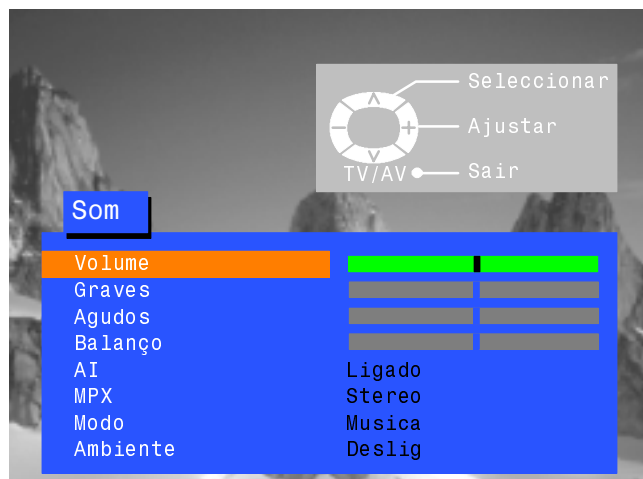 Seleccionar
Ajustar
TV/AV Sair
Som
Volume
Graves
Agudos
Balanço
AI Ligado
MPX Stereo
Modo Musica
Ambiente Deslig